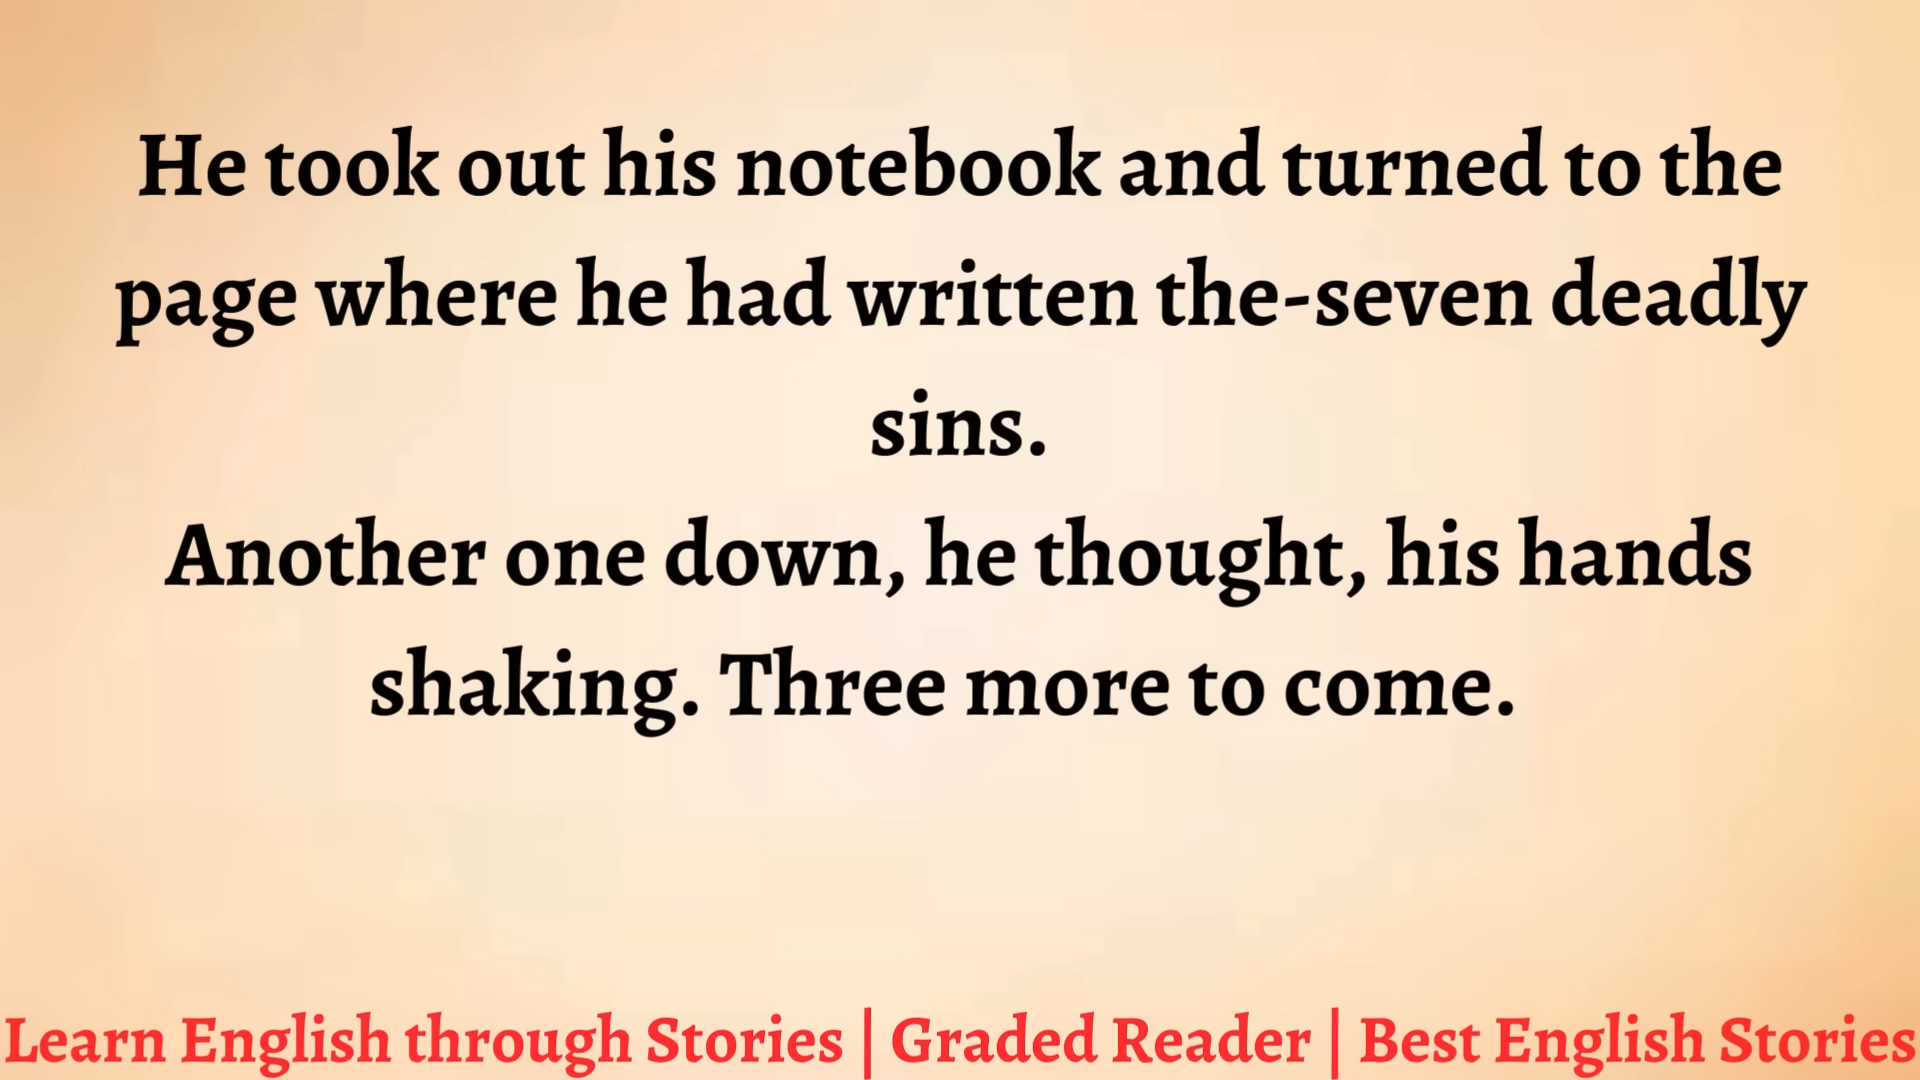 He took out his notebook and turned to the
page where he had written the-seven deadly
sins.
Another one down, he thought, his hands
shaking. Three more to come.
Learn English through Stories | Graded Reader | Best English Stories